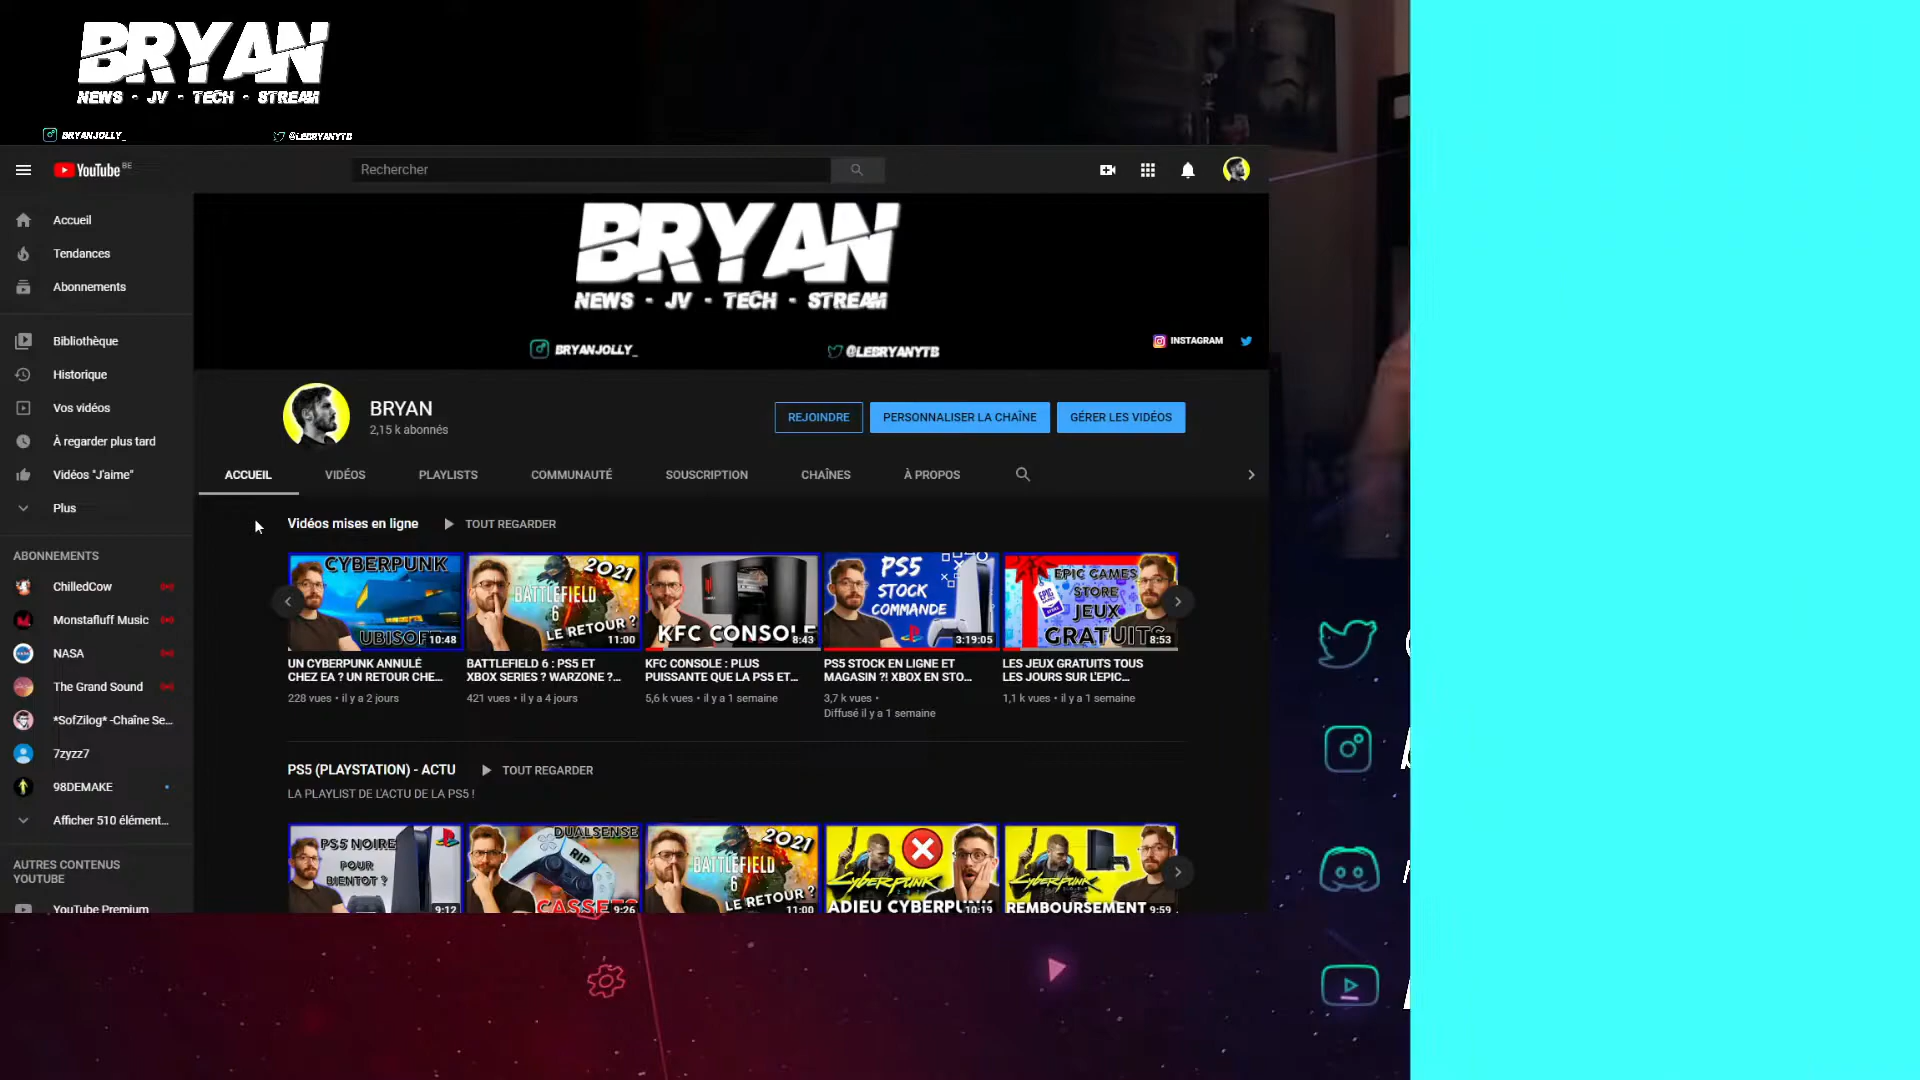 BRYAN
NEWS - JV - TECH - STREAM
BRYANJOLLY_
@LEBRYANYTB
YouTube BE
Rechercher
Accueil
Tendances
Abonnements
Bibliothèque
Historique
Vos vidéos
À regarder plus tard
Vidéos "J'aime"
Plus
ABONNEMENTS
ChilledCow
Monstafluff Music
NASA
The Grand Sound
*SofZilog* -Chaîne Se...
7zyzz7
98DEMAKE
Afficher 510 élément...
AUTRES CONTENUS
YOUTUBE
YouTube Premium
BRYAN
NEWS - JV - TECH - STREAM
BRYANJOLLY_
@LEBRYANYTB
INSTAGRAM
BRYAN
2,15 k abonnés
REJOINDRE
PERSONNALISER LA CHAÎNE
GÉRER LES VIDÉOS
ACCUEIL
VIDÉOS
PLAYLISTS
COMMUNAUTÉ
SOUSCRIPTION
CHAÎNES
À PROPOS
Vidéos mises en ligne
TOUT REGARDER
CYBERPUNK
UBISOF
10:48
UN CYBERPUNK ANNULÉ
CHEZ EA ? UN RETOUR CHE...
228 vues • il y a 2 jours
2021
BATTLEFIELD
6
LE RETOUR ?
11:00
BATTLEFIELD 6 : PS5 ET
XBOX SERIES ? WARZONE ?...
421 vues • il y a 4 jours
KFC CONSOLE
8:43
KFC CONSOLE : PLUS
PUISSANTE QUE LA PS5 ET...
5,6 k vues • il y a 1 semaine
PS5
STOCK
COMMANDE
3:19:05
PS5 STOCK EN LIGNE ET
MAGASIN ?! XBOX EN STO...
3,7 k vues •
Diffusé il y a 1 semaine
EPIC GAMES
STORE
JEUX
GRATUITS
EPIC
8:53
LES JEUX GRATUITS TOUS
LES JOURS SUR L'EPIC...
1,1 k vues • il y a 1 semaine
PS5 (PLAYSTATION) - ACTU
TOUT REGARDER
LA PLAYLIST DE L'ACTU DE LA PS5 !
PS5 NOIRE
POUR
BIENTOT ?
9:12
DUALSENSE
RIP
CASSET
9:26
2021
BATTLEFIELD
6
LE RETOUR ?
11:00
CYBERPUNK
ADIEU CYBERPUNK
10:19
CYBERPUNK
REMBOURSEMENT
9:59